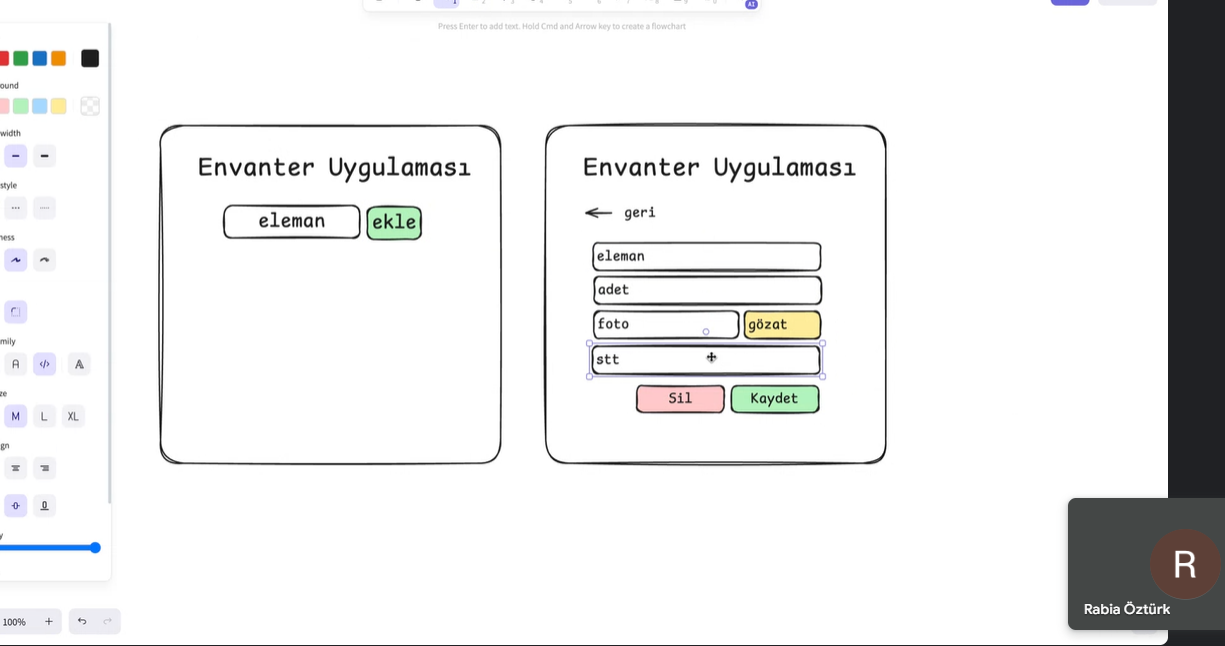 Press Enter to add text. Hold Cmd and Arrow key to create a flowchart
AI
ound
width
style
ness
mily
A
</>
A
ze
M
L
XL
gn
y
100%
+
Envanter Uygulaması
eleman
ekle
Envanter Uygulaması
geri
eleman
adet
foto
gözat
stt
Sil
Kaydet
R
Rabia Öztürk